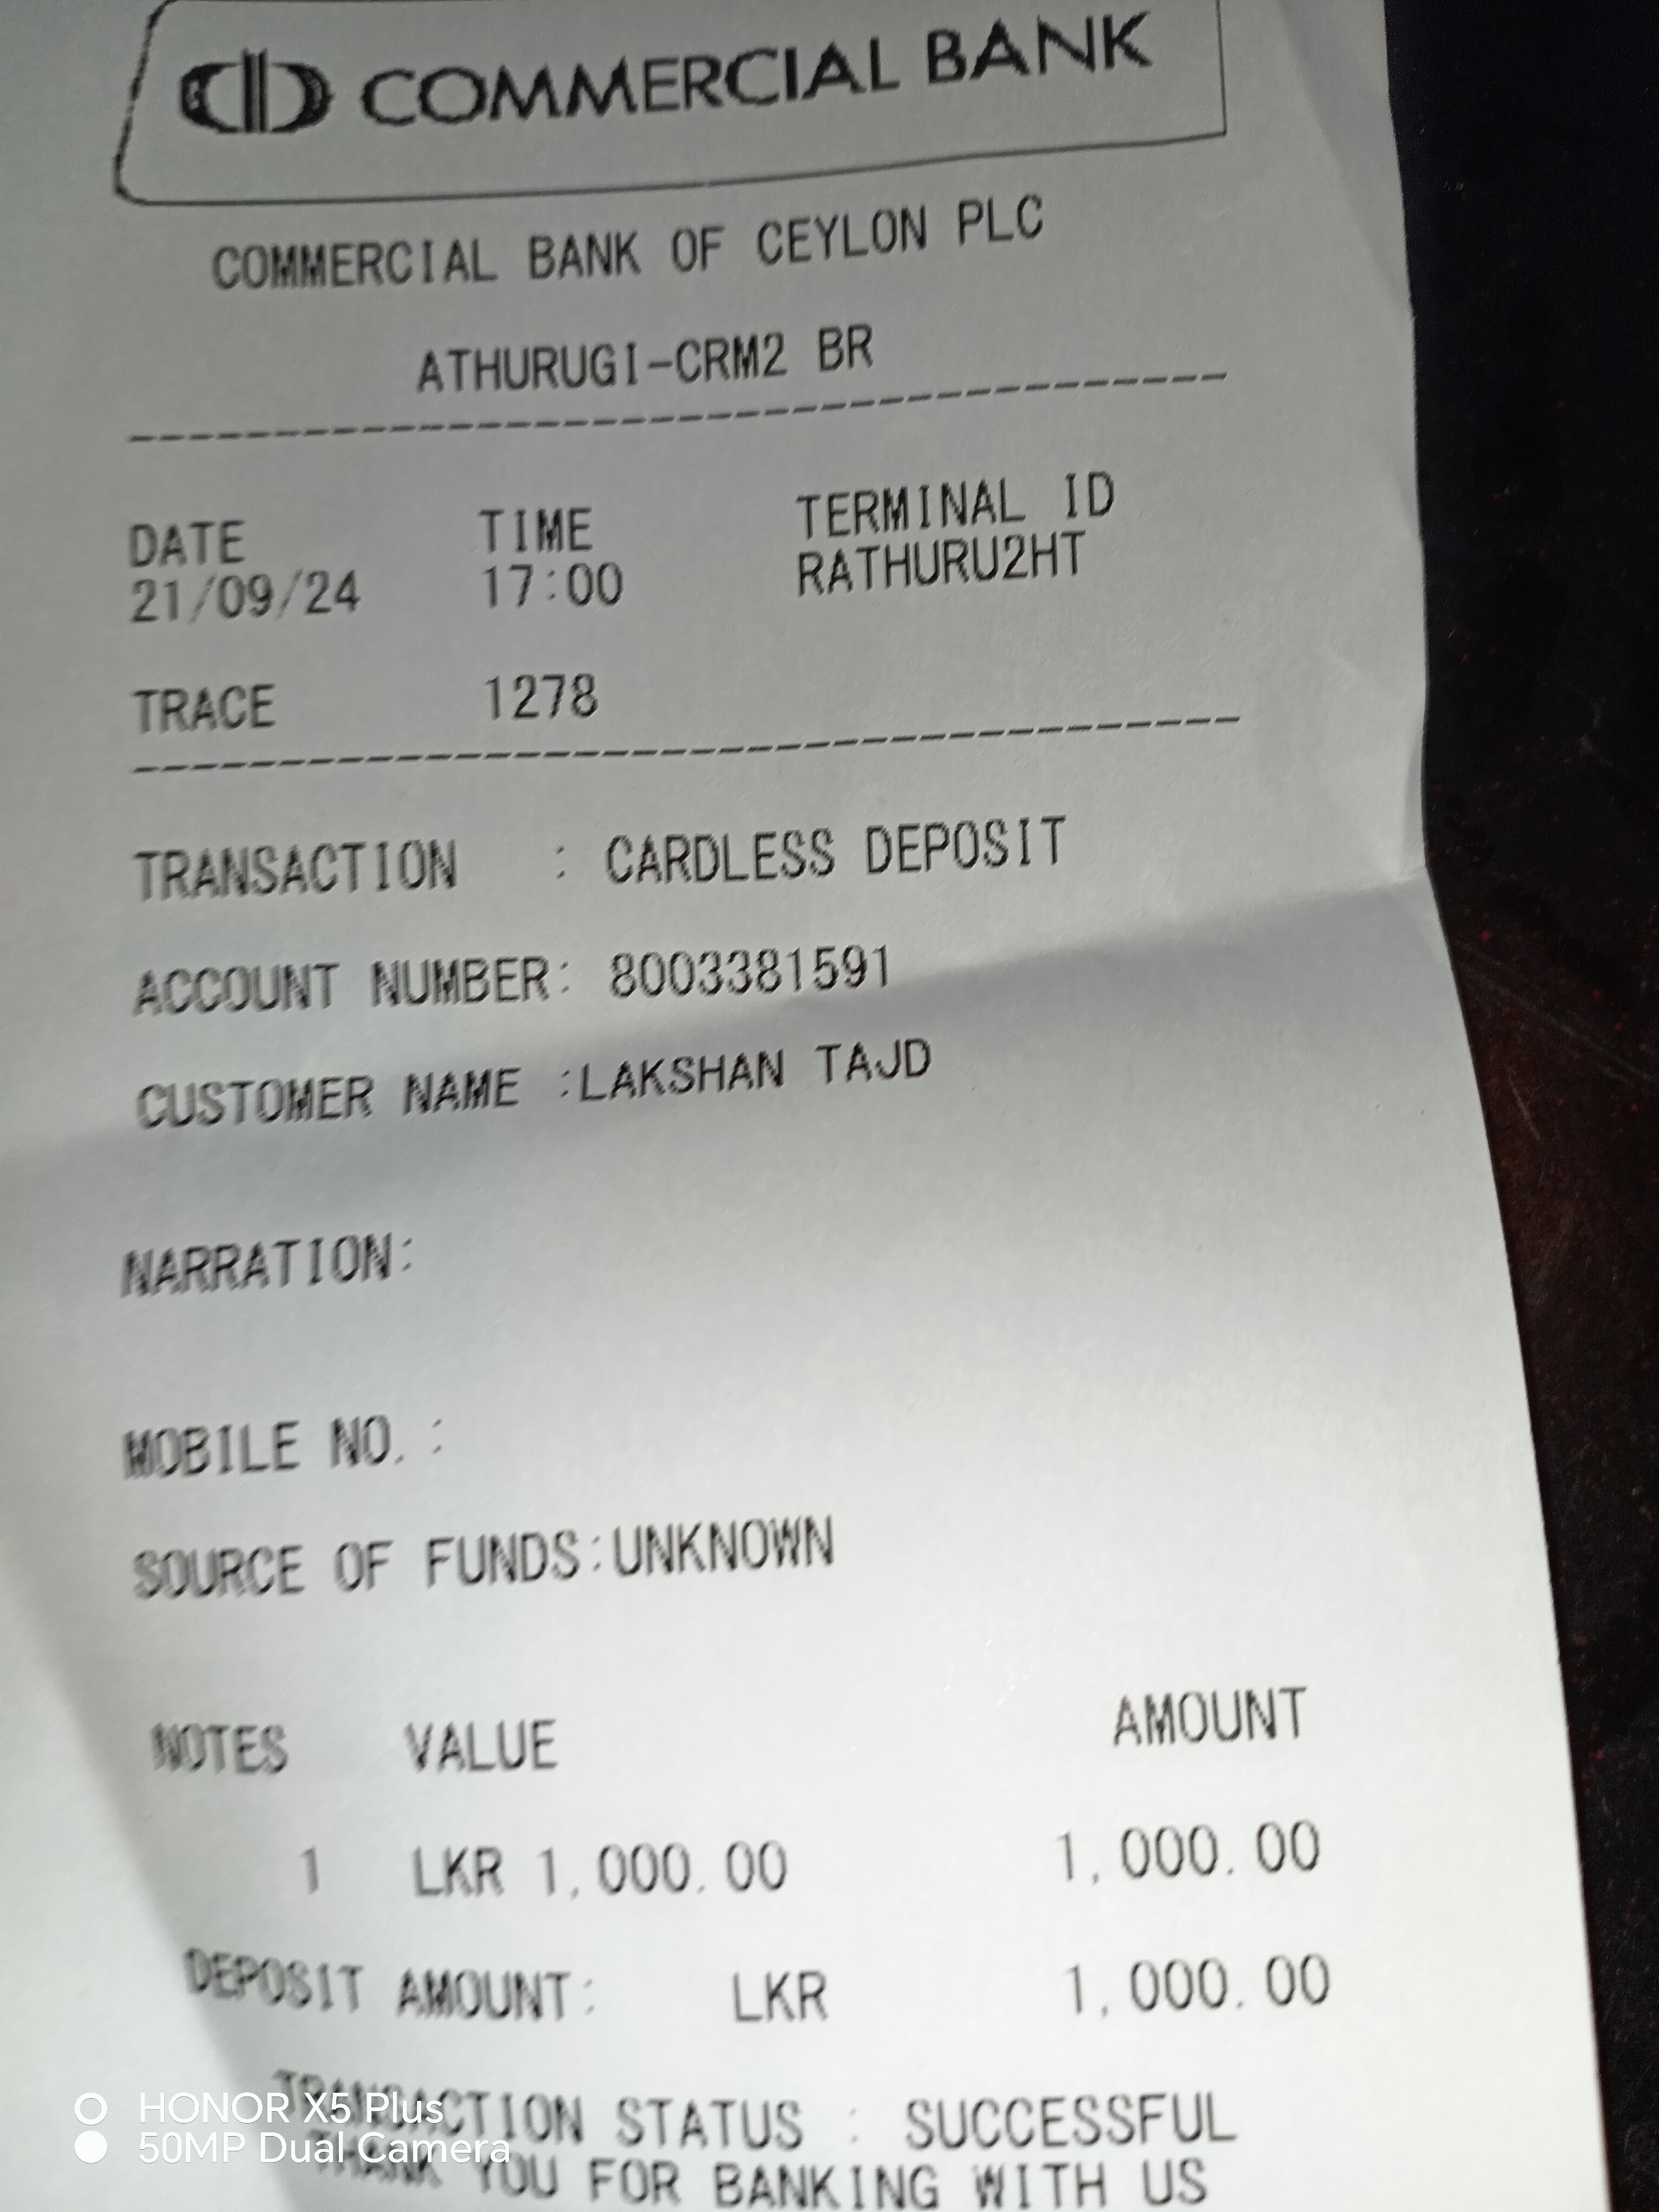 COMMERCIAL BANK
COMMERCIAL BANK OF CEYLON PLC
ATHURUGI-CRM2 BR
DATE TIME TERMINAL ID
21/09/24 17:00 RATHURU2HT
TRACE 1278
TRANSACTION : CARDLESS DEPOSIT
ACCOUNT NUMBER: 8003381591
CUSTOMER NAME :LAKSHAN TAJD
NARRATION:
MOBILE NO. :
SOURCE OF FUNDS:UNKNOWN
NOTES VALUE AMOUNT
1 LKR 1,000.00 1,000.00
DEPOSIT AMOUNT: LKR 1,000.00
TRANSACTION STATUS : SUCCESSFUL
THANK YOU FOR BANKING WITH US
HONOR X5 Plus
50MP Dual Camera